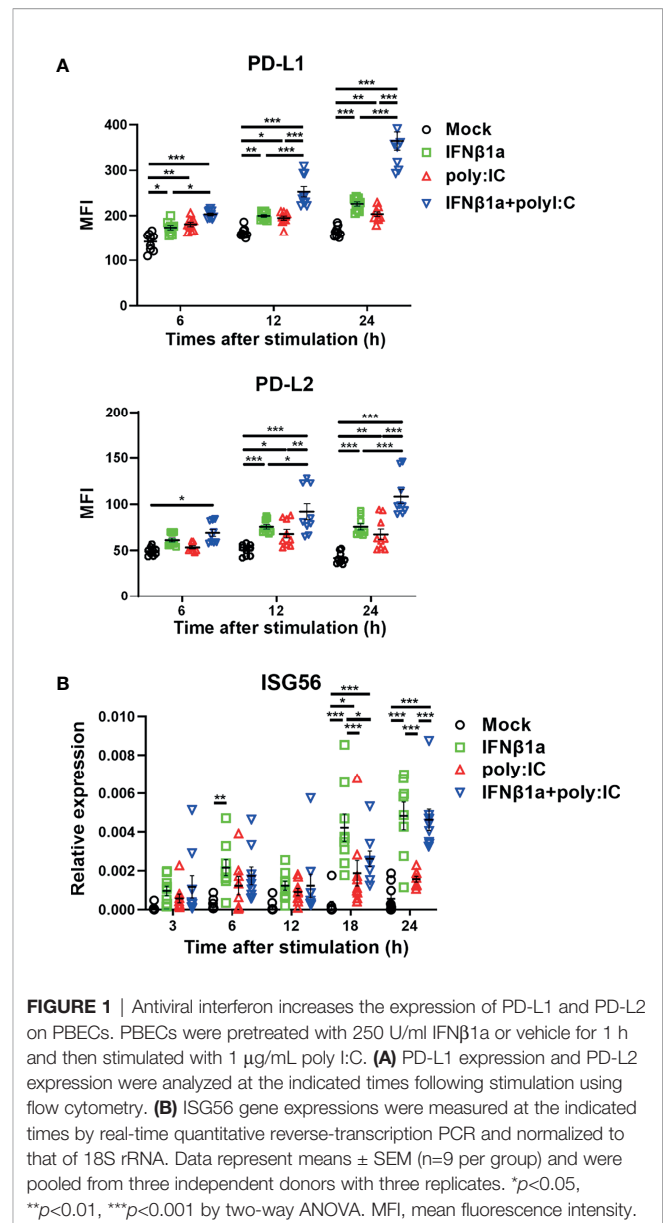 A
PD-L1
***
***
** ***
***
* ***
*** ***
*** ** ***
** * *
MFI
400
300
200
100
0
6 12 24
Times after stimulation (h)
Mock
IFNβ1a
poly:IC
IFNβ1a+polyI:C
PD-L2
***
*** ** ***
* ** *** ***
*** *
*
MFI
200
150
100
50
0
6 12 24
Time after stimulation (h)
B
ISG56
***
* ***
*** * *** ***
*** ***
**
Relative expression
0.010
0.008
0.006
0.004
0.002
0.000
3 6 12 18 24
Time after stimulation (h)
Mock
IFNβ1a
poly:IC
IFNβ1a+poly:IC
FIGURE 1 | Antiviral interferon increases the expression of PD-L1 and PD-L2
on PBECs. PBECs were pretreated with 250 U/ml IFNβ1a or vehicle for 1 h
and then stimulated with 1 μg/mL poly I:C. (A) PD-L1 expression and PD-L2
expression were analyzed at the indicated times following stimulation using
flow cytometry. (B) ISG56 gene expressions were measured at the indicated
times by real-time quantitative reverse-transcription PCR and normalized to
that of 18S rRNA. Data represent means ± SEM (n=9 per group) and were
pooled from three independent donors with three replicates. *p<0.05,
**p<0.01, ***p<0.001 by two-way ANOVA. MFI, mean fluorescence intensity.